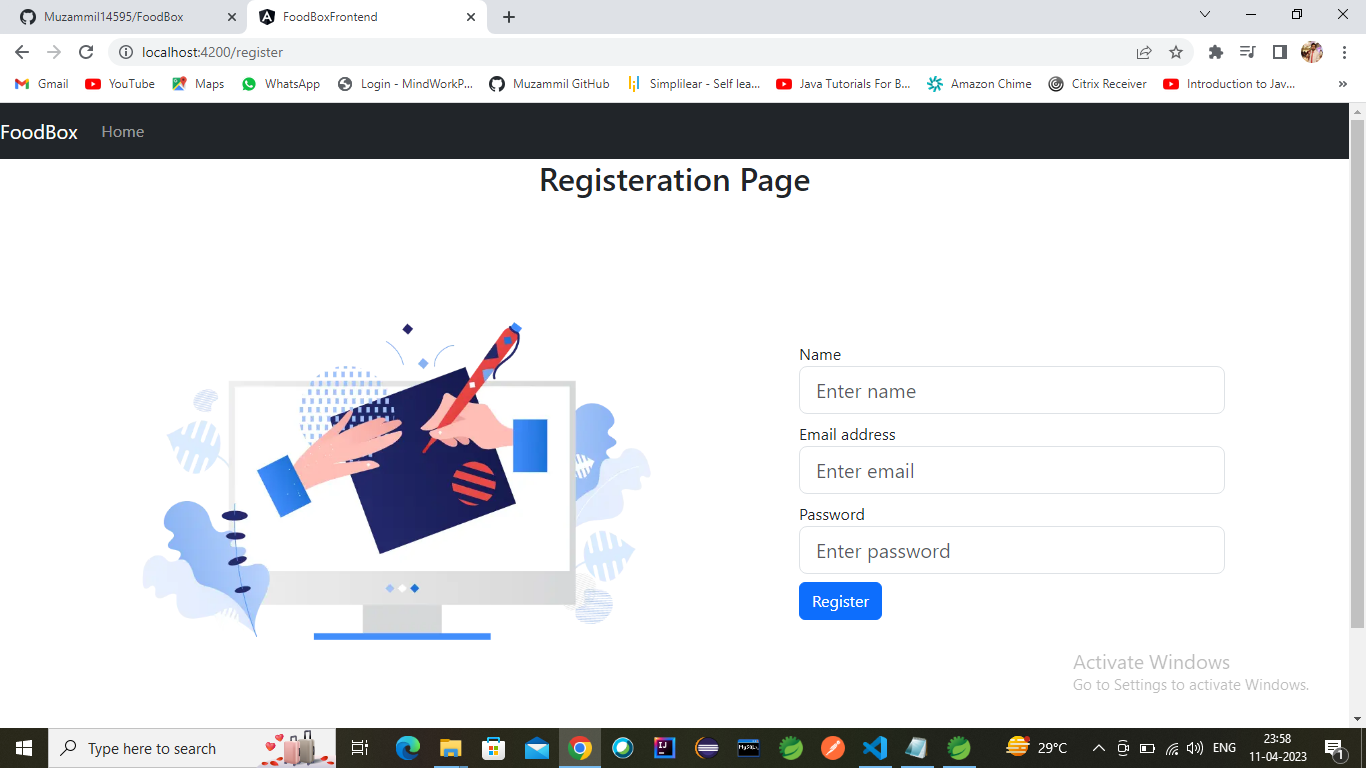 Muzammil14595/FoodBox
FoodBoxFrontend
localhost:4200/register
Gmail
YouTube
Maps
WhatsApp
Login - MindWorkP...
Muzammil GitHub
Simplilear - Self lea...
Java Tutorials For B...
Amazon Chime
Citrix Receiver
Introduction to Jav...
»
FoodBox
Home
Registeration Page
Name
Enter name
Email address
Enter email
Password
Enter password
Register
Activate Windows
Go to Settings to activate Windows.
Type here to search
IJ
MySQL
29°C
ENG
23:58
11-04-2023
1